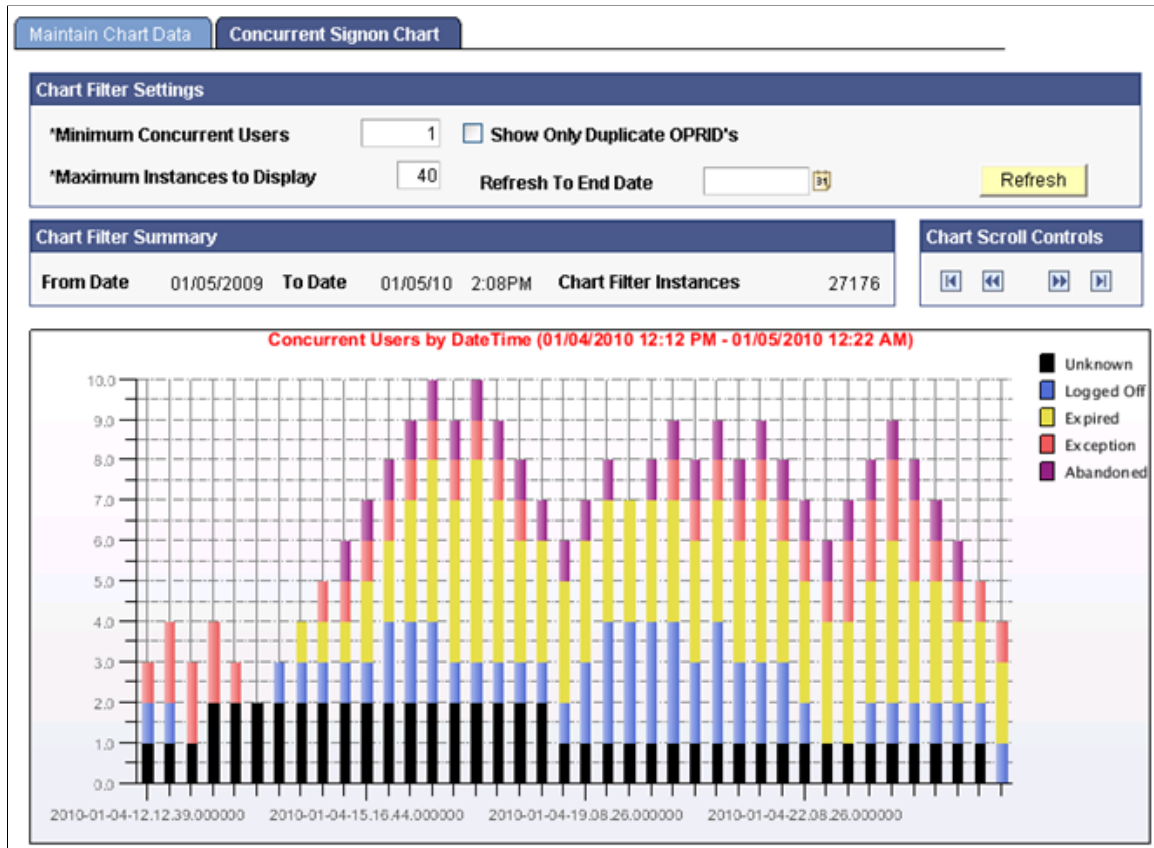 Maintain Chart Data
Concurrent Signon Chart
Chart Filter Settings
*Minimum Concurrent Users 1 Show Only Duplicate OPRID's
*Maximum Instances to Display 40 Refresh To End Date 31 Refresh
Chart Filter Summary
From Date 01/05/2009 To Date 01/05/10 2:08PM Chart Filter Instances 27176
Chart Scroll Controls
Concurrent Users by DateTime (01/04/2010 12:12 PM - 01/05/2010 12:22 AM)
Unknown
Logged Off
Expired
Exception
Abandoned
10.0
9.0
8.0
7.0
6.0
5.0
4.0
3.0
2.0
1.0
0.0
2010-01-04-12.12.39.000000 2010-01-04-15.16.44.000000 2010-01-04-19.08.26.000000 2010-01-04-22.08.26.000000